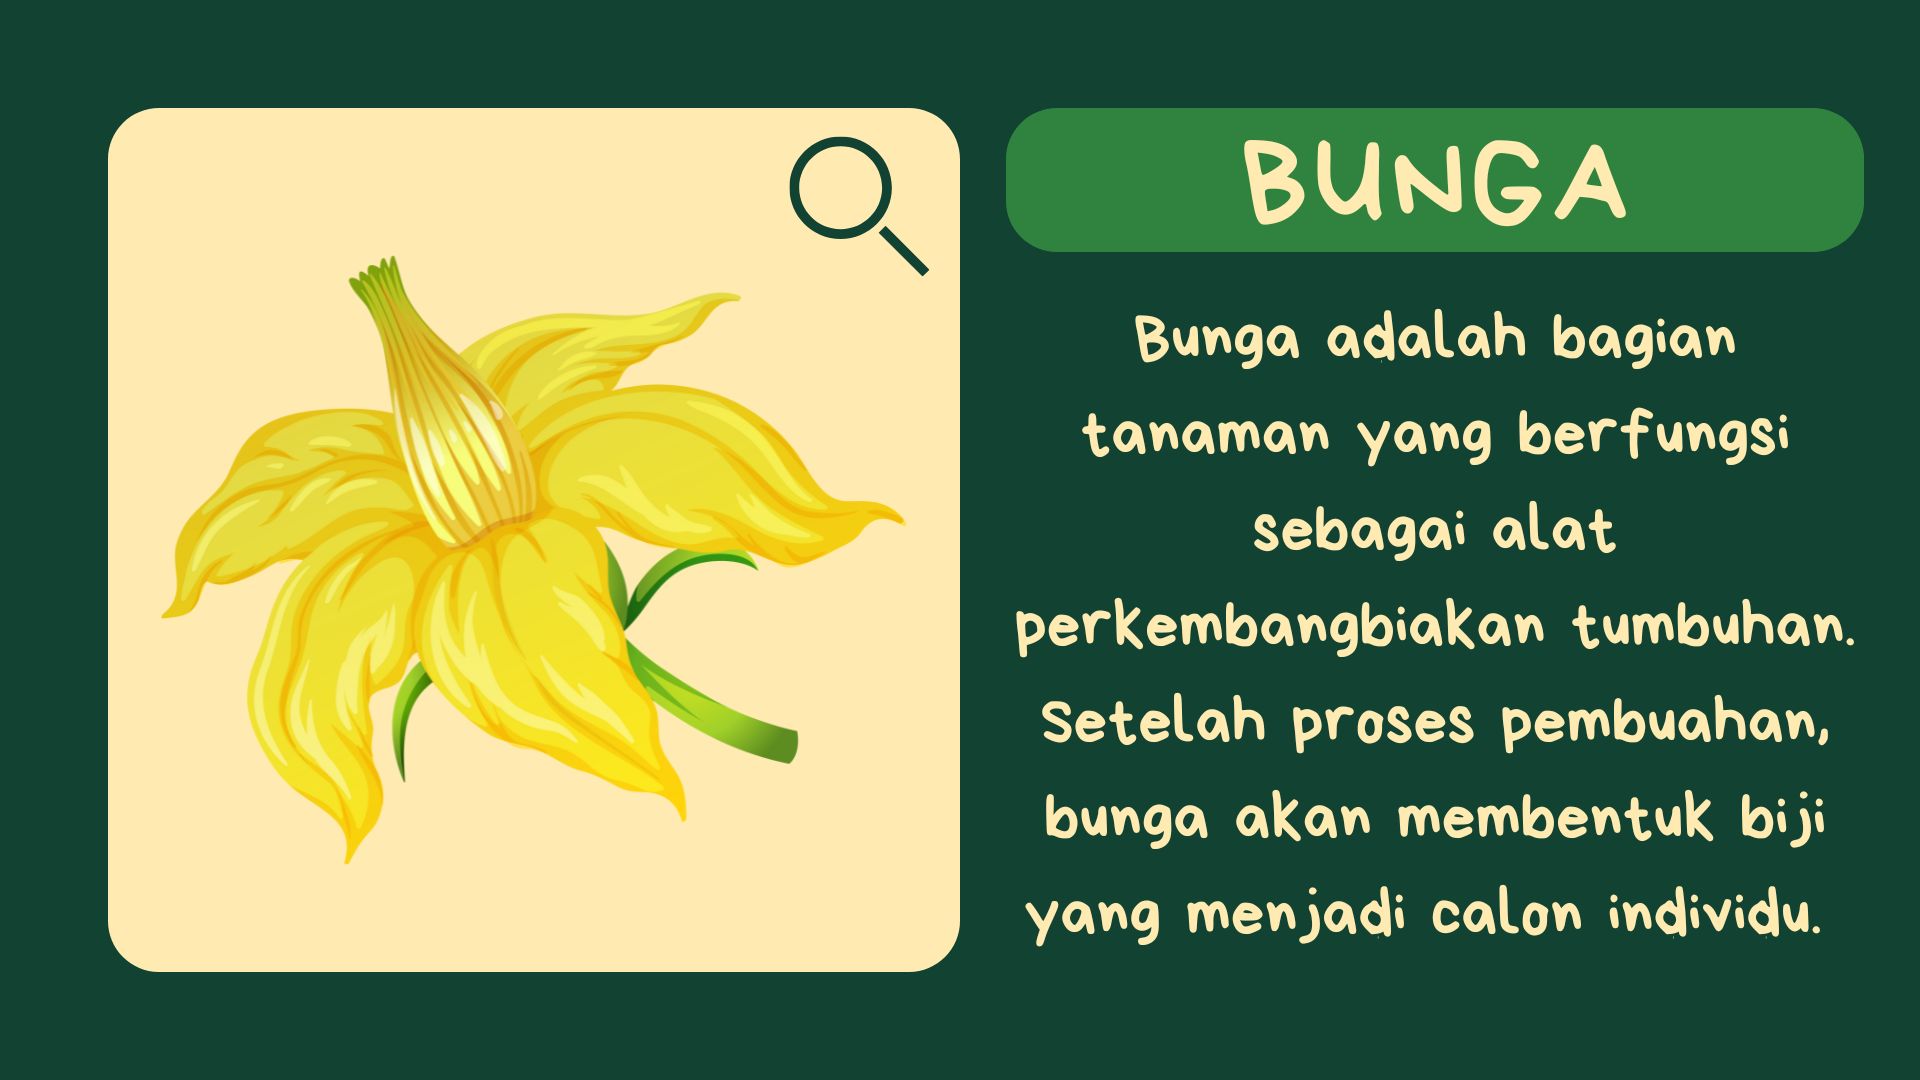 BUNGA
Bunga adalah bagian
tanaman yang berfungsi
sebagai alat
perkembangbiakan tumbuhan.
Setelah proses pembuahan,
bunga akan membentuk biji
yang menjadi calon individu.